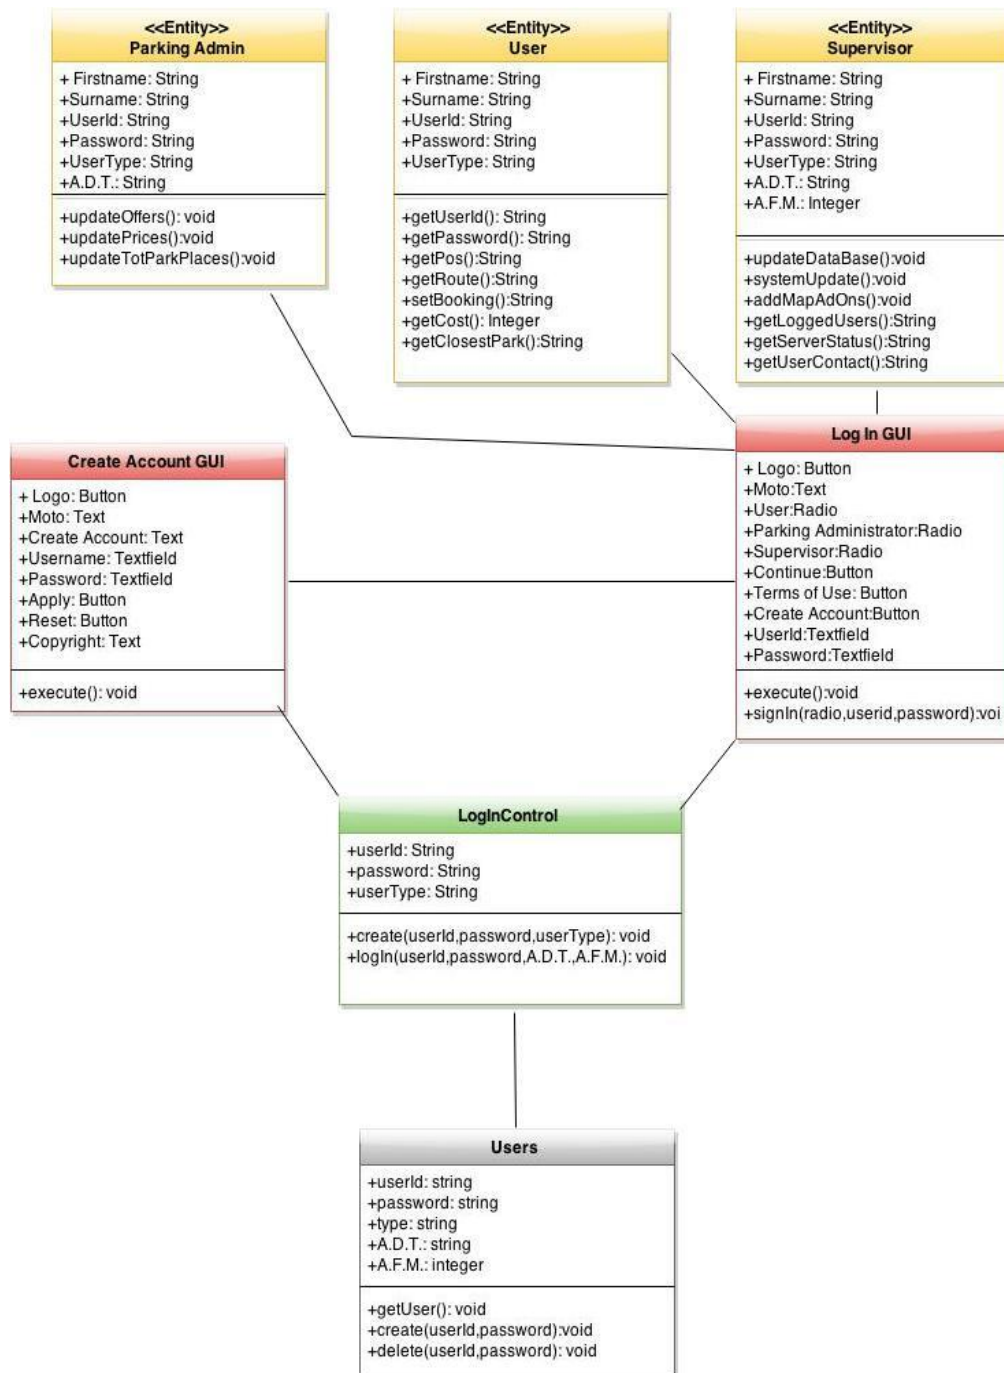 <<Entity>>
Parking Admin
+ Firstname: String
+Surname: String
+UserId: String
+Password: String
+UserType: String
+A.D.T.: String
+updateOffers(): void
+updatePrices():void
+updateTotParkPlaces():void
<<Entity>>
User
+ Firstname: String
+Surname: String
+UserId: String
+Password: String
+UserType: String
+getUserId(): String
+getPassword(): String
+getPos():String
+getRoute():String
+setBooking():String
+getCost(): Integer
+getClosestPark():String
<<Entity>>
Supervisor
+ Firstname: String
+Surname: String
+UserId: String
+Password: String
+UserType: String
+A.D.T.: String
+A.F.M.: Integer
+updateDataBase():void
+systemUpdate():void
+addMapAdOns():void
+getLoggedUsers():String
+getServerStatus():String
+getUserContact():String
Create Account GUI
+ Logo: Button
+Moto: Text
+Create Account: Text
+Username: Textfield
+Password: Textfield
+Apply: Button
+Reset: Button
+Copyright: Text
+execute(): void
Log In GUI
+ Logo: Button
+Moto:Text
+User:Radio
+Parking Administrator:Radio
+Supervisor:Radio
+Continue:Button
+Terms of Use: Button
+Create Account:Button
+UserId:Textfield
+Password:Textfield
+execute():void
+signIn(radio,userid,password):voi
LogInControl
+userId: String
+password: String
+userType: String
+create(userId,password,userType): void
+logIn(userId,password,A.D.T.,A.F.M.): void
Users
+userId: string
+password: string
+type: string
+A.D.T.: string
+A.F.M.: integer
+getUser(): void
+create(userId,password):void
+delete(userId,password): void